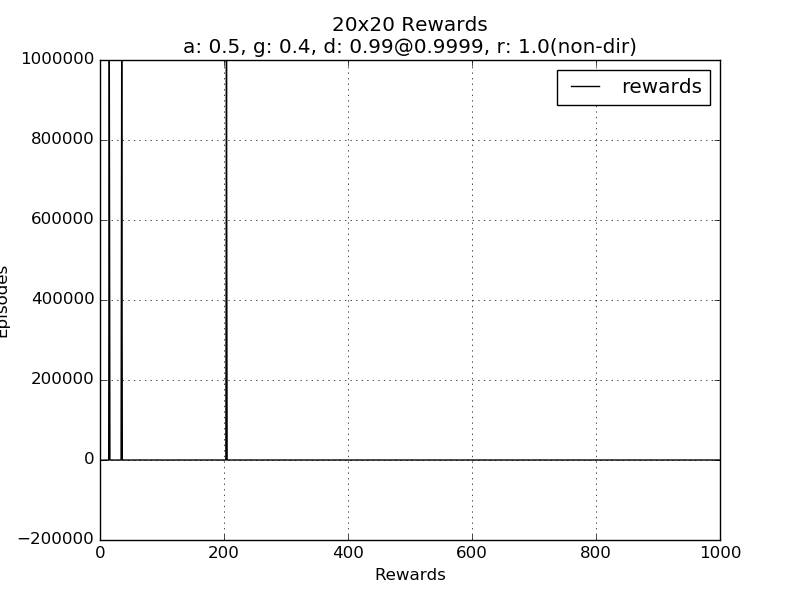 20x20 Rewards
a: 0.5, g: 0.4, d: 0.99@0.9999, r: 1.0(non-dir)
rewards
1000000
800000
600000
400000
200000
0
−200000
Episodes
0 200 400 600 800 1000
Rewards